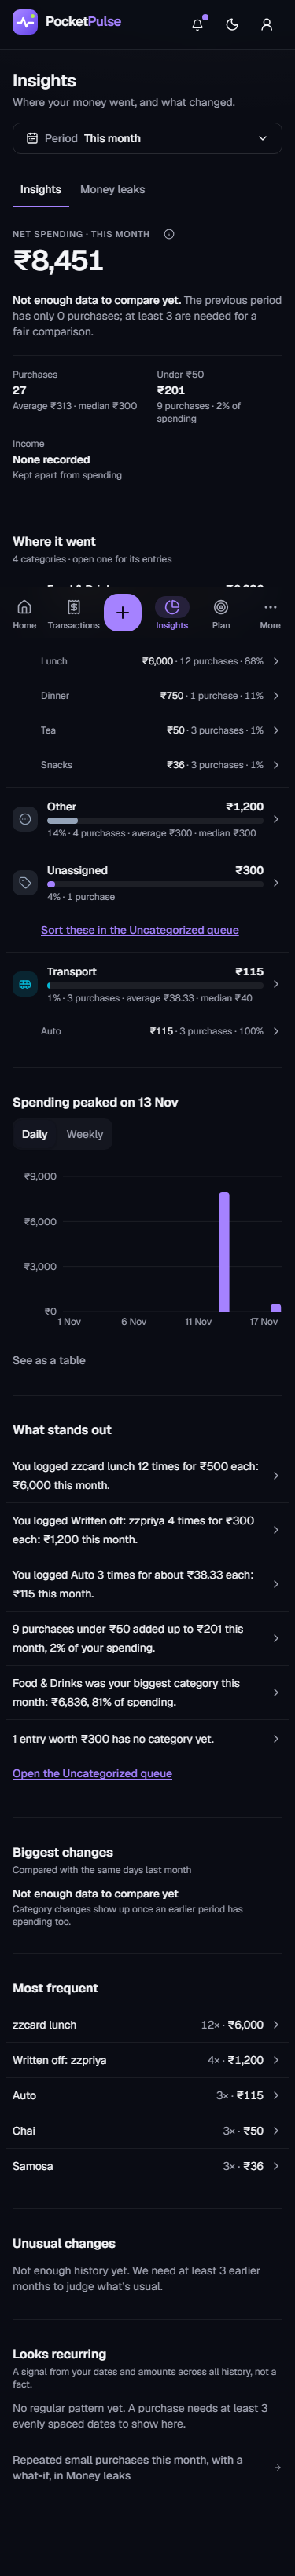 PocketPulse
Insights
Where your money went, and what changed.
Period This month
Insights Money leaks
NET SPENDING · THIS MONTH
₹8,451
Not enough data to compare yet. The previous period
has only 0 purchases; at least 3 are needed for a
fair comparison.
Purchases
27
Average ₹313 · median ₹300
Under ₹50
₹201
9 purchases · 2% of
spending
Income
None recorded
Kept apart from spending
Where it went
4 categories · open one for its entries
Home Transactions Insights Plan More
Lunch ₹6,000 · 12 purchases · 88%
Dinner ₹750 · 1 purchase · 11%
Tea ₹50 · 3 purchases · 1%
Snacks ₹36 · 3 purchases · 1%
Other ₹1,200
14% · 4 purchases · average ₹300 · median ₹300
Unassigned ₹300
4% · 1 purchase
Sort these in the Uncategorized queue
Transport ₹115
1% · 3 purchases · average ₹38.33 · median ₹40
Auto ₹115 · 3 purchases · 100%
Spending peaked on 13 Nov
Daily Weekly
₹9,000
₹6,000
₹3,000
₹0
1 Nov 6 Nov 11 Nov 17 Nov
See as a table
What stands out
You logged zzcard lunch 12 times for ₹500 each:
₹6,000 this month.
You logged Written off: zzpriya 4 times for ₹300
each: ₹1,200 this month.
You logged Auto 3 times for about ₹38.33 each:
₹115 this month.
9 purchases under ₹50 added up to ₹201 this
month, 2% of your spending.
Food & Drinks was your biggest category this
month: ₹6,836, 81% of spending.
1 entry worth ₹300 has no category yet.
Open the Uncategorized queue
Biggest changes
Compared with the same days last month
Not enough data to compare yet
Category changes show up once an earlier period has
spending too.
Most frequent
zzcard lunch 12× · ₹6,000
Written off: zzpriya 4× · ₹1,200
Auto 3× · ₹115
Chai 3× · ₹50
Samosa 3× · ₹36
Unusual changes
Not enough history yet. We need at least 3 earlier
months to judge what's usual.
Looks recurring
A signal from your dates and amounts across all history, not a
fact.
No regular pattern yet. A purchase needs at least 3
evenly spaced dates to show here.
Repeated small purchases this month, with a
what-if, in Money leaks